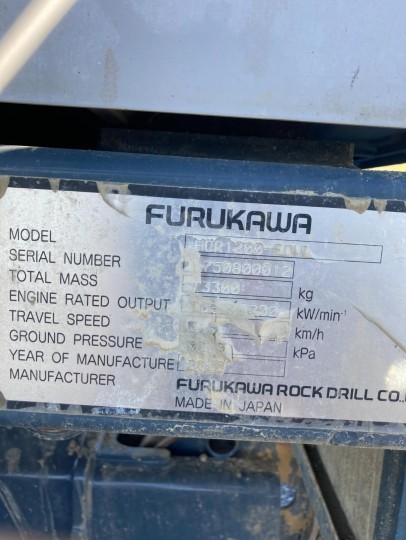 FURUKAWA
MODEL
SERIAL NUMBER
TOTAL MASS kg
ENGINE RATED OUTPUT kW/min⁻¹
TRAVEL SPEED km/h
GROUND PRESSURE kPa
YEAR OF MANUFACTURE
MANUFACTURER FURUKAWA ROCK DRILL CO.,
MADE IN JAPAN